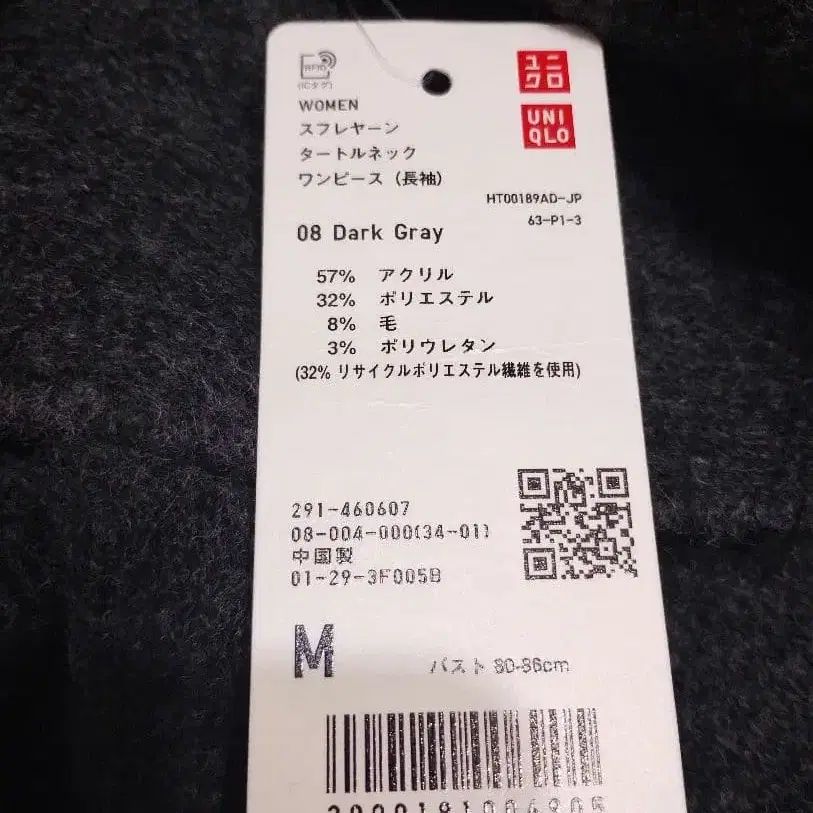 RFID
(ICタグ)
ユニ
クロ
UNI
QLO
WOMEN
スフレヤーン
タートルネック
ワンピース（長袖）
HT00189AD-JP
63-P1-3
08 Dark Gray
57% アクリル
32% ポリエステル
8% 毛
3% ポリウレタン
(32% リサイクルポリエステル繊維を使用)
291-460607
08-004-000(34-01)
中国製
01-29-3F005B
M
バスト 80-86cm